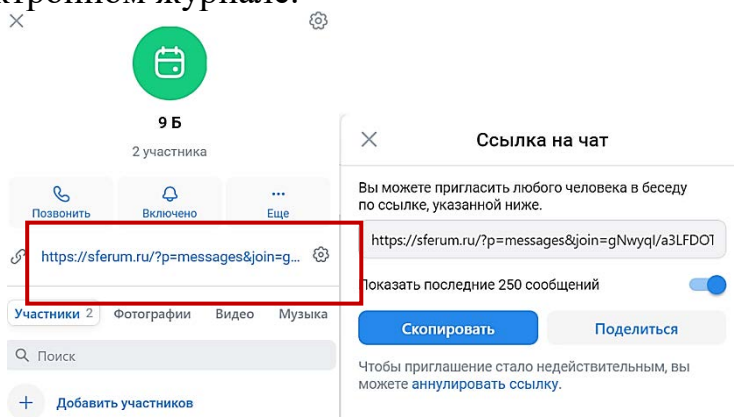 тронном журнале.
9 Б
2 участника
Позвонить
Включено
Еще
https://sferum.ru/?p=messages&join=g...
Участники 2
Фотографии
Видео
Музыка
Поиск
Добавить участников
Ссылка на чат
Вы можете пригласить любого человека в беседу
по ссылке, указанной ниже.
https://sferum.ru/?p=messages&join=gNwyqI/a3LFDOT
Показать последние 250 сообщений
Скопировать
Поделиться
Чтобы приглашение стало недействительным, вы
можете аннулировать ссылку.